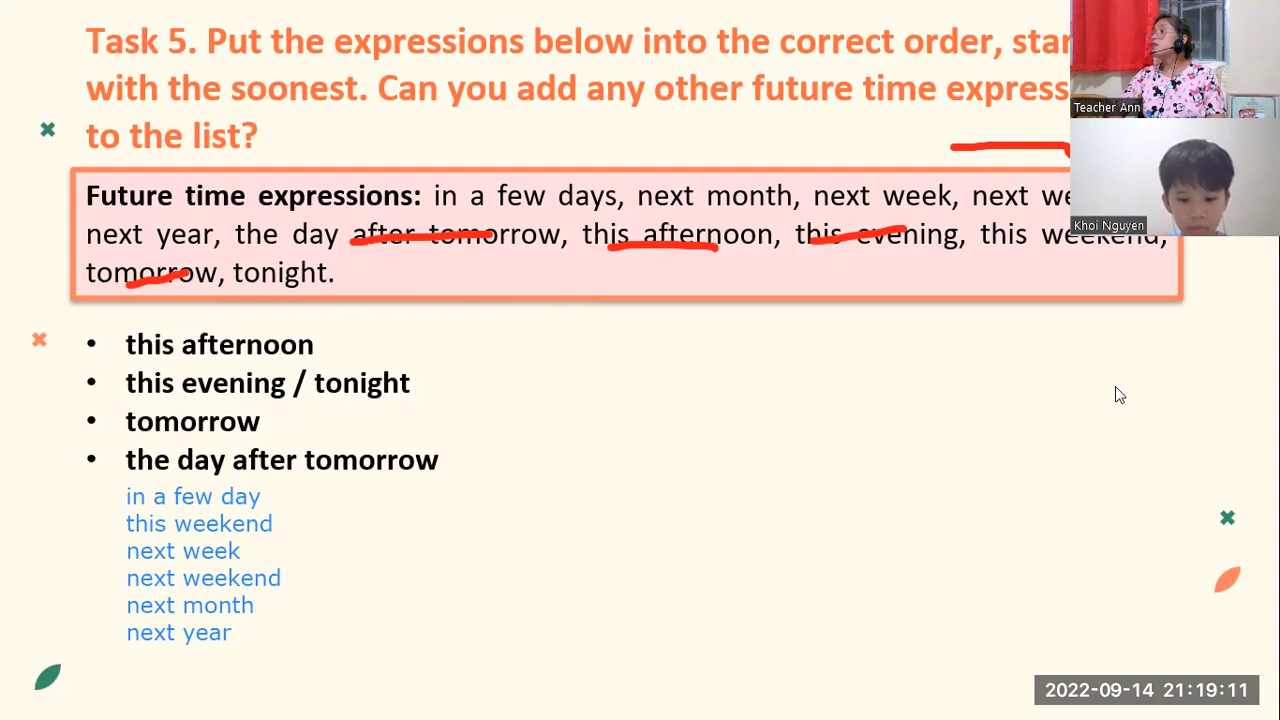 Task 5. Put the expressions below into the correct order,
with the soonest. Can you add any other future time
to the list?
Teacher Ann
Future time expressions: in a few days, next month, next week, next
Khoi Nguyen
next year, the day after tomorrow, this afternoon, this evening, this weekend,
tomorrow, tonight.
• this afternoon
• this evening / tonight
• tomorrow
• the day after tomorrow
in a few day
this weekend
next week
next weekend
next month
next year
2022-09-14 21:19:11